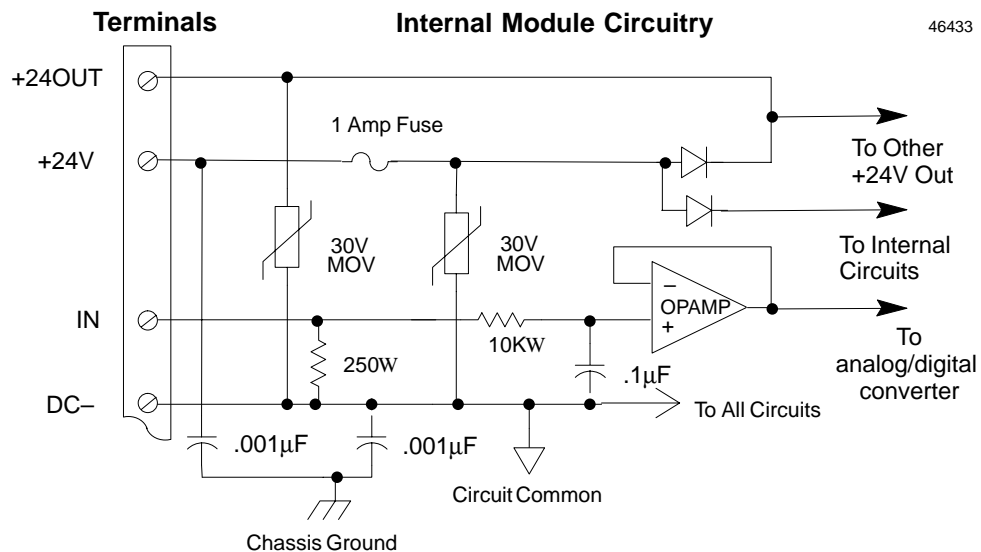 Terminals
Internal Module Circuitry
46433
+24OUT
1 Amp Fuse
+24V
To Other
+24V Out
30V
MOV
30V
MOV
To Internal
Circuits
–
OPAMP
+
IN
10KW
To
analog/digital
converter
250W
.1µF
DC–
To All Circuits
.001µF
.001µF
Circuit Common
Chassis Ground